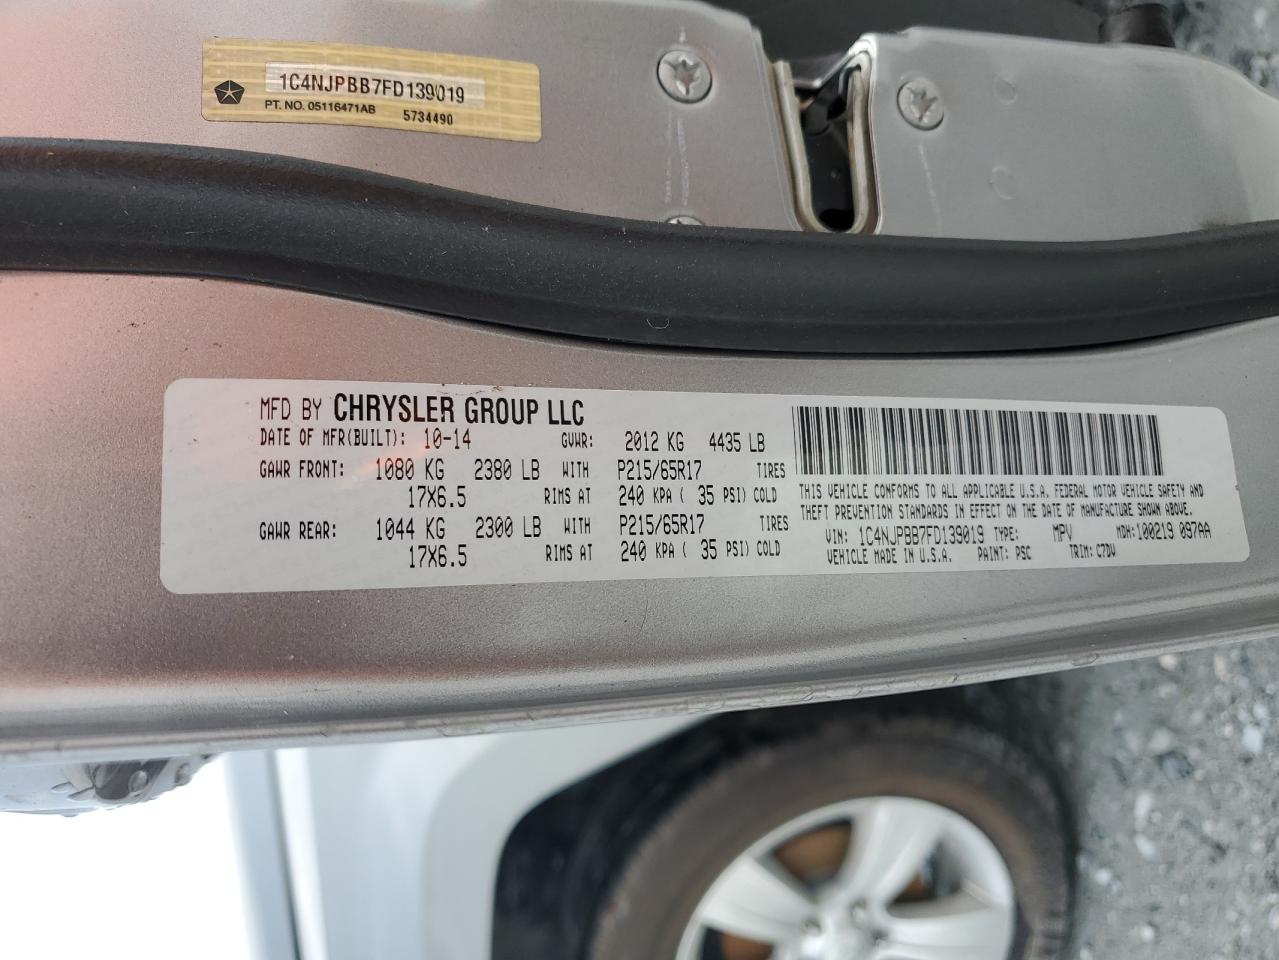 1C4NJPBB7FD139019
PT. NO. 05116471AB 5734490
MFD BY CHRYSLER GROUP LLC
DATE OF MFR(BUILT): 10-14 GVWR: 2012 KG 4435 LB
GAWR FRONT: 1080 KG 2380 LB WITH P215/65R17 TIRES
17X6.5 RIMS AT 240 KPA ( 35 PSI) COLD
GAWR REAR: 1044 KG 2300 LB WITH P215/65R17 TIRES
17X6.5 RIMS AT 240 KPA ( 35 PSI) COLD
THIS VEHICLE CONFORMS TO ALL APPLICABLE U.S.A. FEDERAL MOTOR VEHICLE SAFETY AND
THEFT PREVENTION STANDARDS IN EFFECT ON THE DATE OF MANUFACTURE SHOWN ABOVE.
VIN: 1C4NJPBB7FD139019 TYPE: MPV MDH:100219 097AA
VEHICLE MADE IN U.S.A. PAINT: PSC TRIM: C7DV